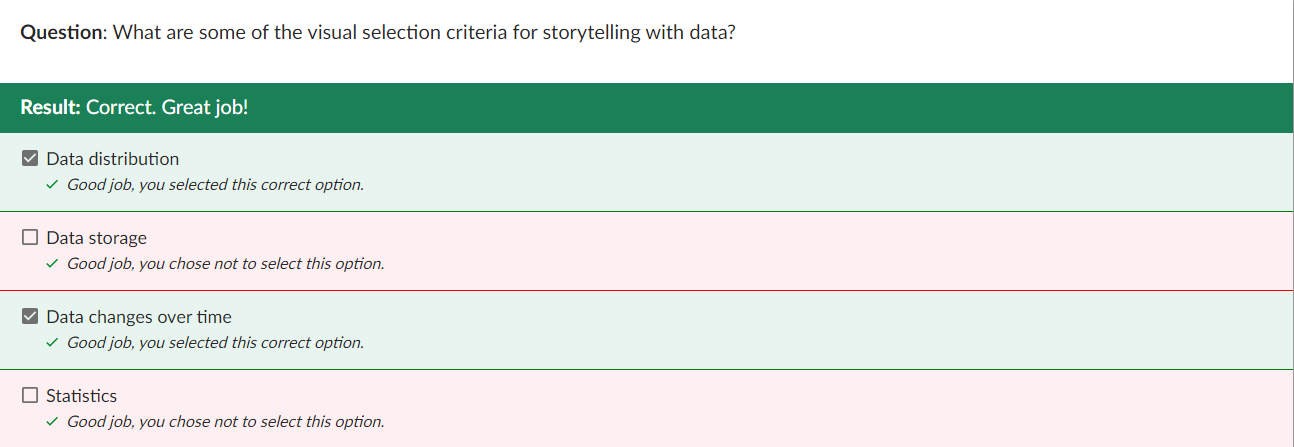 Question: What are some of the visual selection criteria for storytelling with data?
Result: Correct. Great job!
Data distribution
Good job, you selected this correct option.
Data storage
Good job, you chose not to select this option.
Data changes over time
Good job, you selected this correct option.
Statistics
Good job, you chose not to select this option.